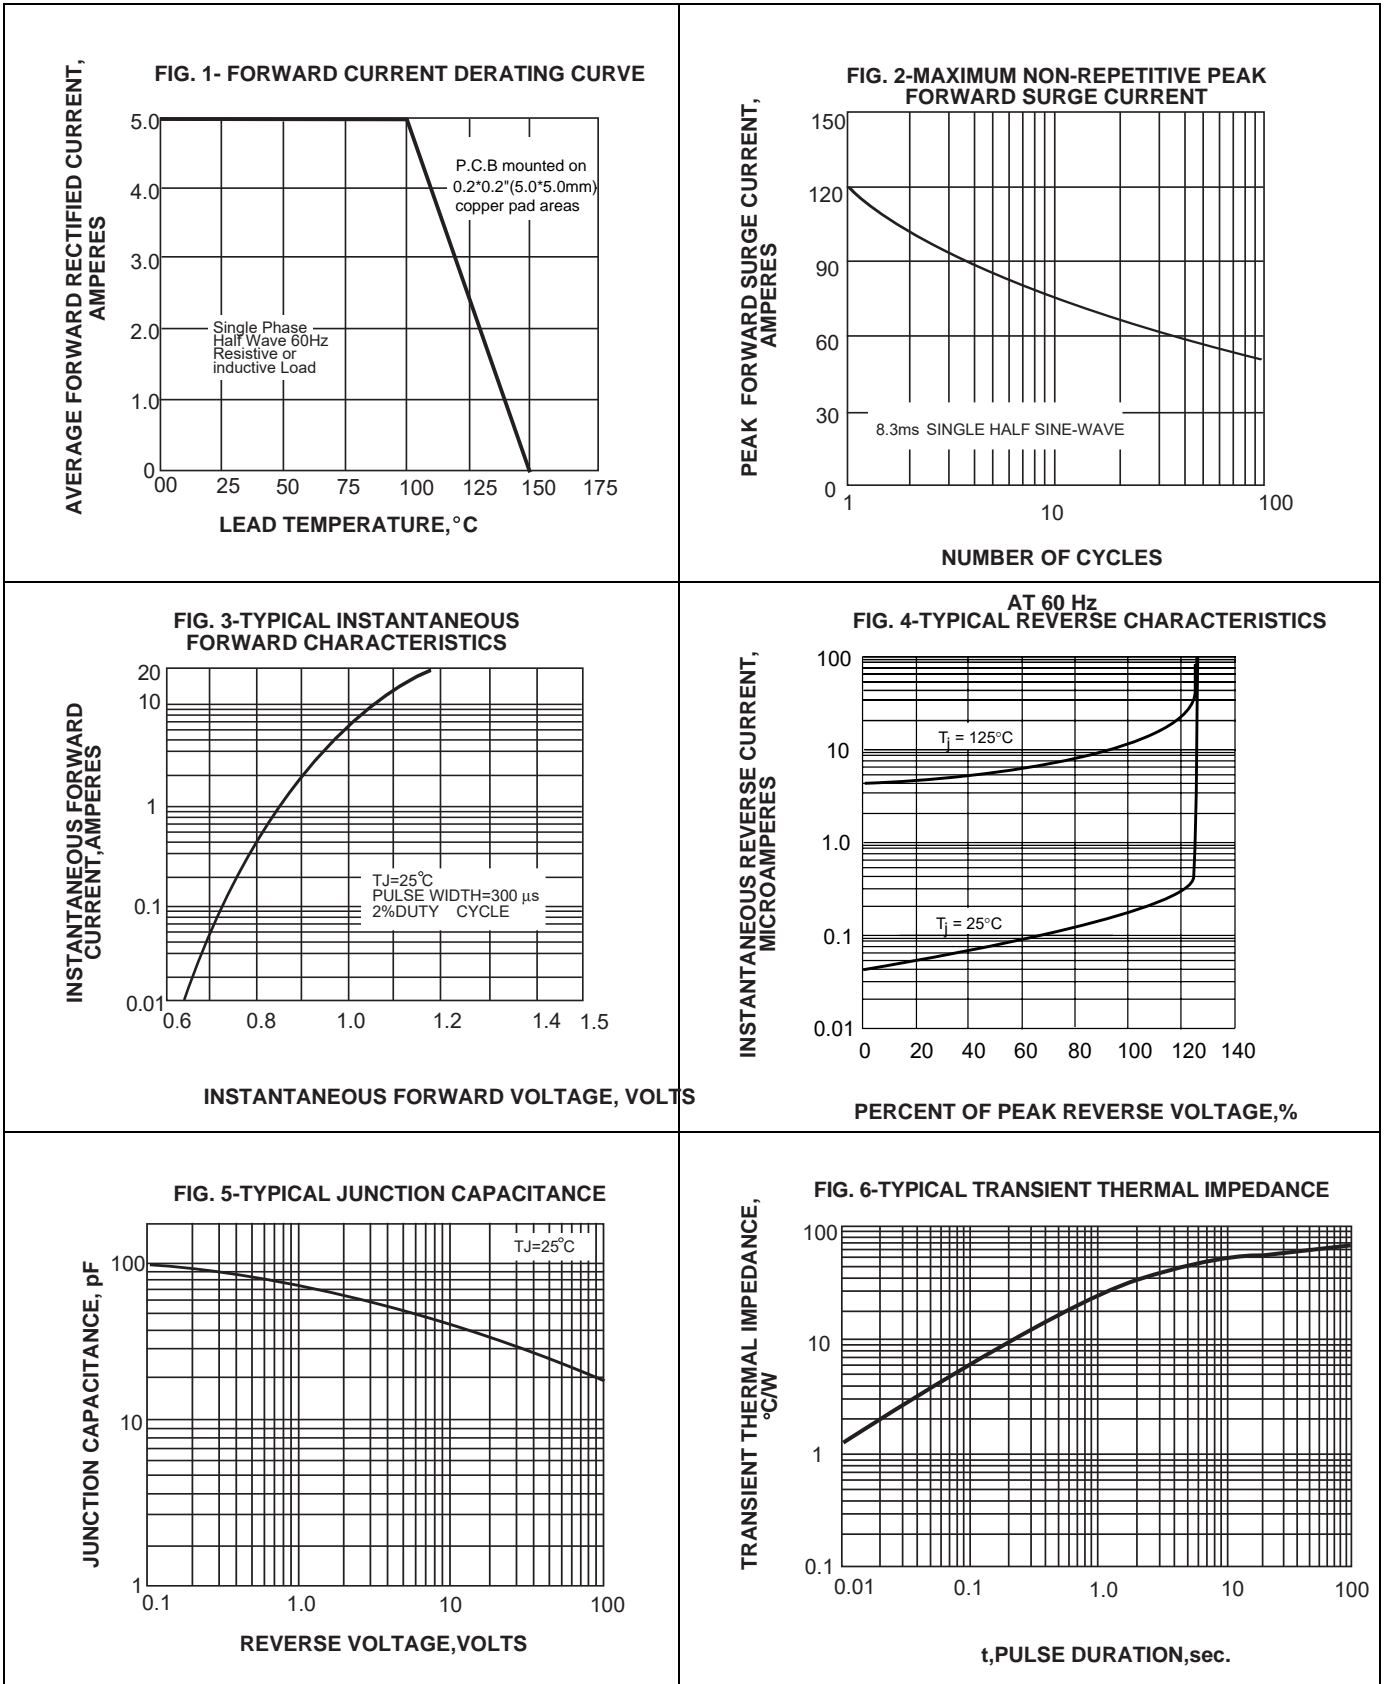 FIG. 1- FORWARD CURRENT DERATING CURVE
AVERAGE FORWARD RECTIFIED CURRENT,
AMPERES
5.0
4.0
3.0
2.0
1.0
0
P.C.B mounted on
0.2*0.2"(5.0*5.0mm)
copper pad areas
Single Phase
Half Wave 60Hz
Resistive or
inductive Load
00 25 50 75 100 125 150 175
LEAD TEMPERATURE,°C
FIG. 2-MAXIMUM NON-REPETITIVE PEAK
FORWARD SURGE CURRENT
PEAK FORWARD SURGE CURRENT,
AMPERES
150
120
90
60
30
0
8.3ms SINGLE HALF SINE-WAVE
1 10 100
NUMBER OF CYCLES
AT 60 Hz
FIG. 3-TYPICAL INSTANTANEOUS
FORWARD CHARACTERISTICS
INSTANTANEOUS FORWARD
CURRENT,AMPERES
20
10
1
0.1
0.01
TJ=25°C
PULSE WIDTH=300 μs
2%DUTY CYCLE
0.6 0.8 1.0 1.2 1.4 1.5
INSTANTANEOUS FORWARD VOLTAGE, VOLTS
FIG. 4-TYPICAL REVERSE CHARACTERISTICS
INSTANTANEOUS REVERSE CURRENT,
MICROAMPERES
100
10
1.0
0.1
0.01
Tj = 125°C
Tj = 25°C
0 20 40 60 80 100 120 140
PERCENT OF PEAK REVERSE VOLTAGE,%
FIG. 5-TYPICAL JUNCTION CAPACITANCE
JUNCTION CAPACITANCE, pF
100
10
1
TJ=25°C
0.1 1.0 10 100
REVERSE VOLTAGE,VOLTS
FIG. 6-TYPICAL TRANSIENT THERMAL IMPEDANCE
TRANSIENT THERMAL IMPEDANCE,
°C/W
100
10
1
0.1
0.01 0.1 1.0 10 100
t,PULSE DURATION,sec.